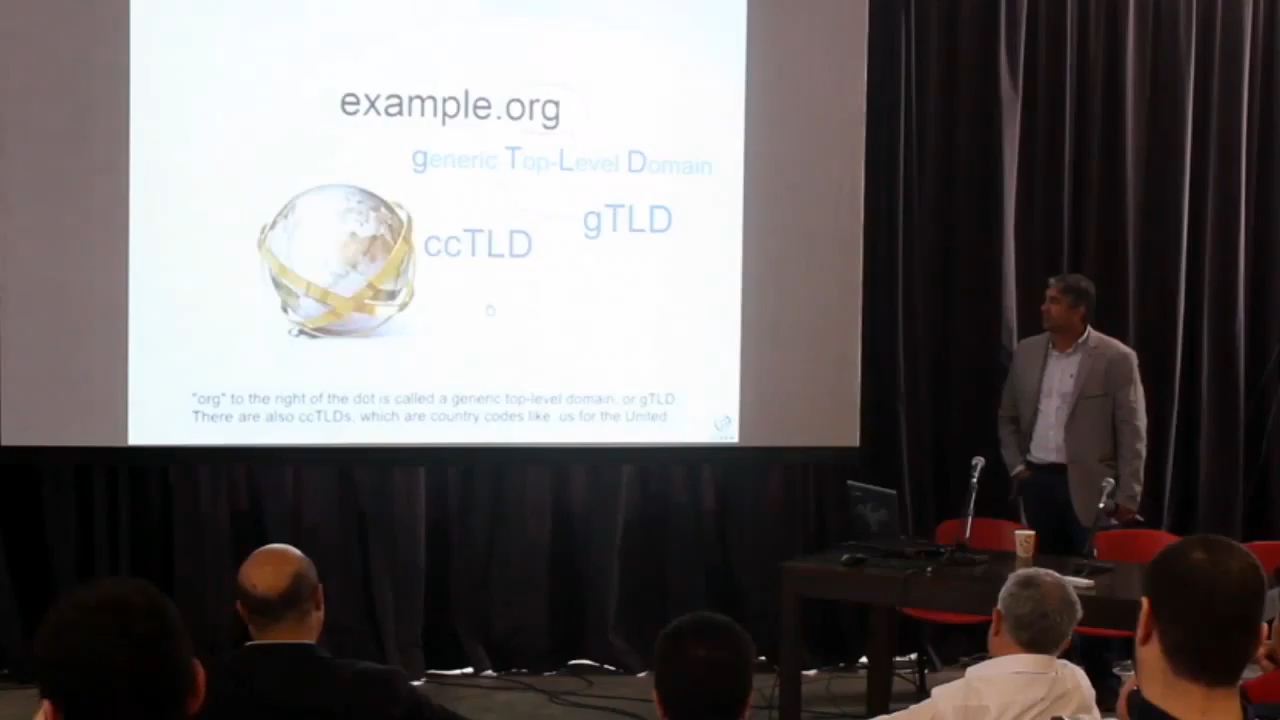 example.org
generic Top-Level Domain
gTLD
ccTLD
"org" to the right of the dot is called a generic top-level domain, or gTLD
There are also ccTLDs, which are country codes like us for the United